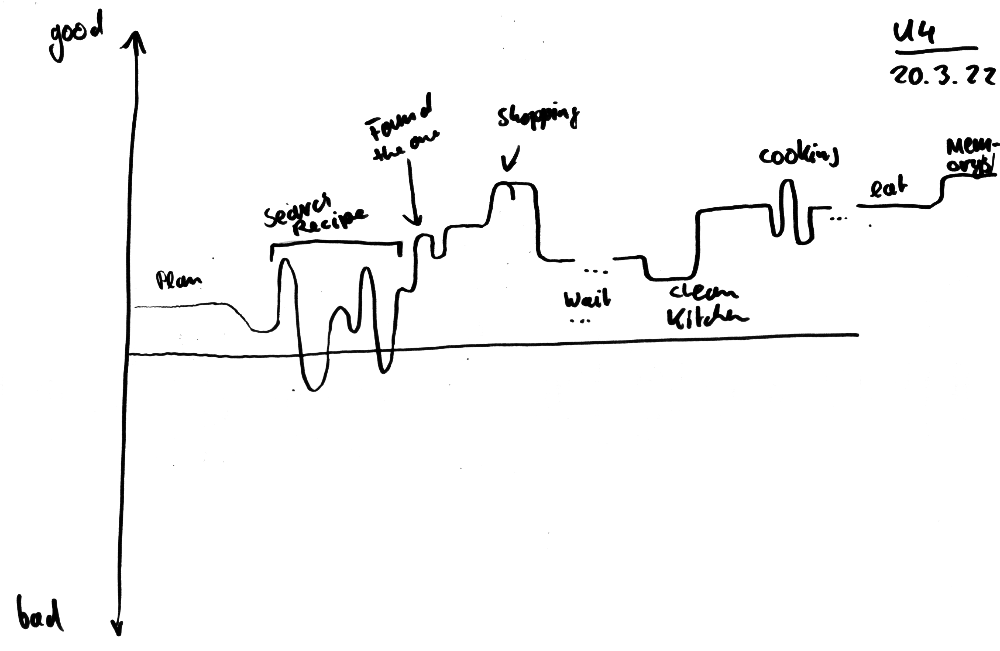 good
U4
20.3.22
Found
the one
Shopping
Search
Recipe
cooking
Mem-
orys/
eat
Plan
...
...
Wait
...
clean
Kitchen
bad